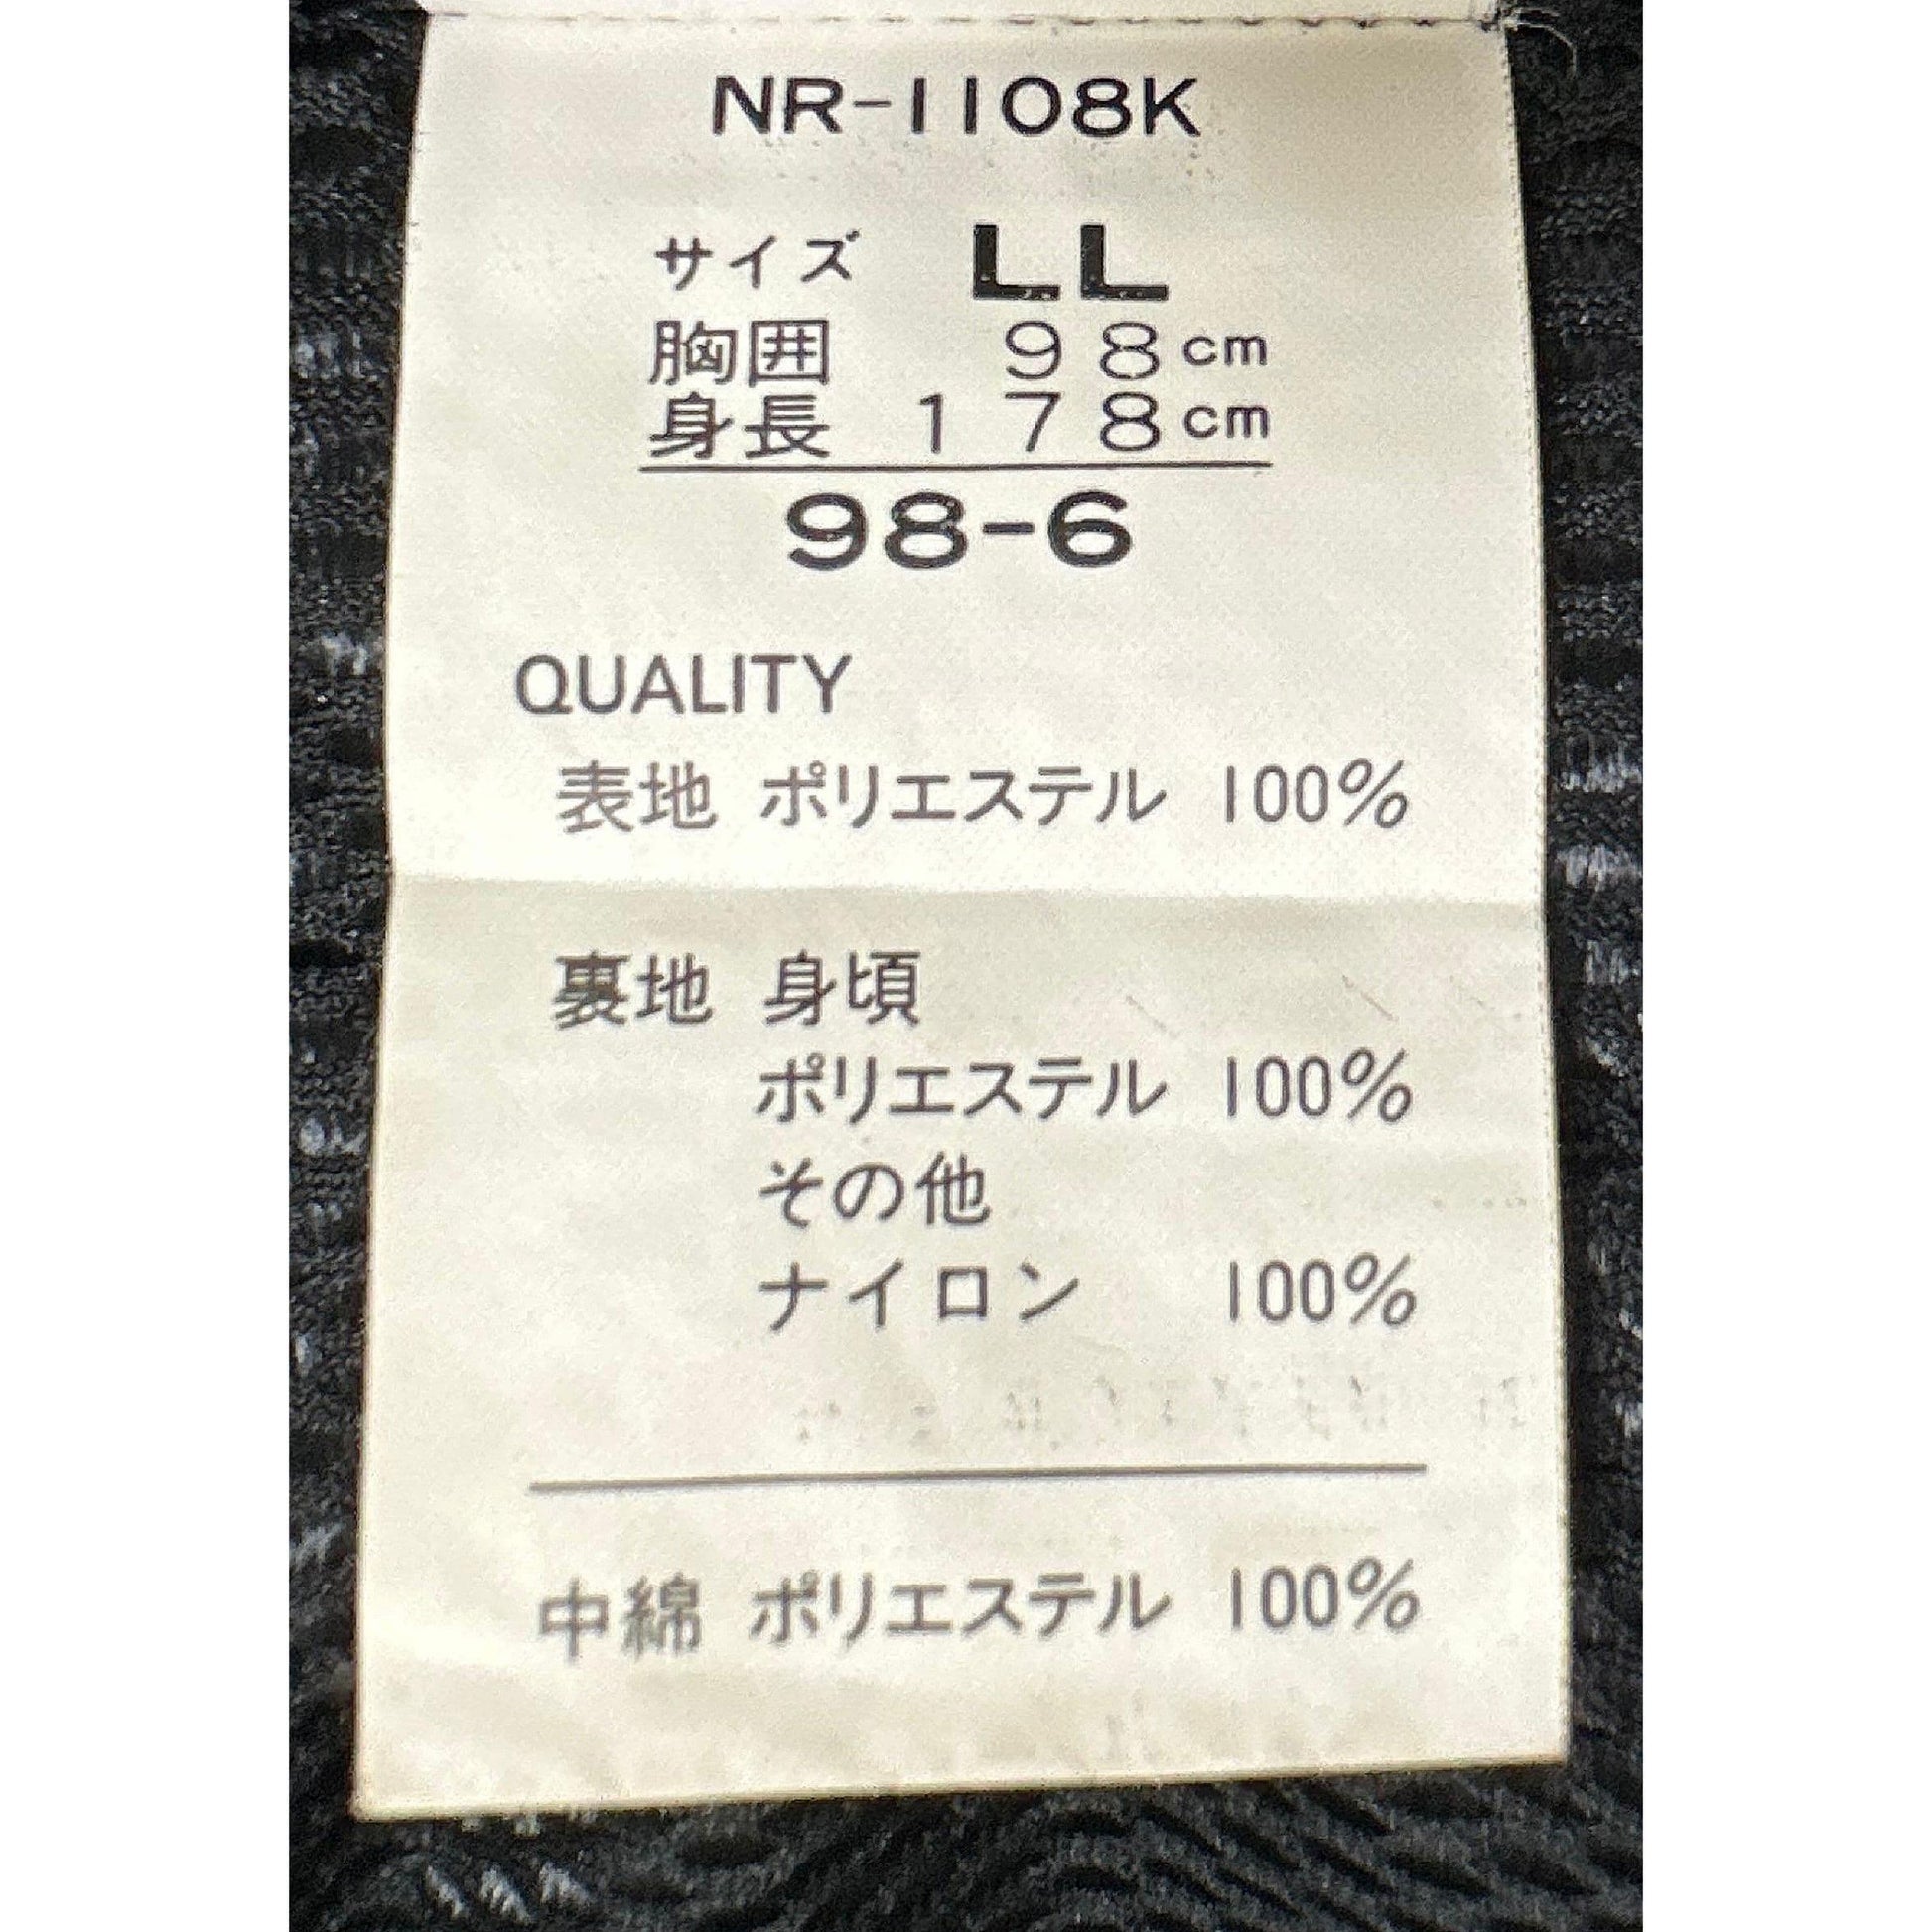 NR-1108K
サイズ LL
胸囲 98cm
身長 178cm
98-6
QUALITY
表地 ポリエステル 100%
裏地 身頃
ポリエステル 100%
その他
ナイロン 100%
中綿 ポリエステル 100%